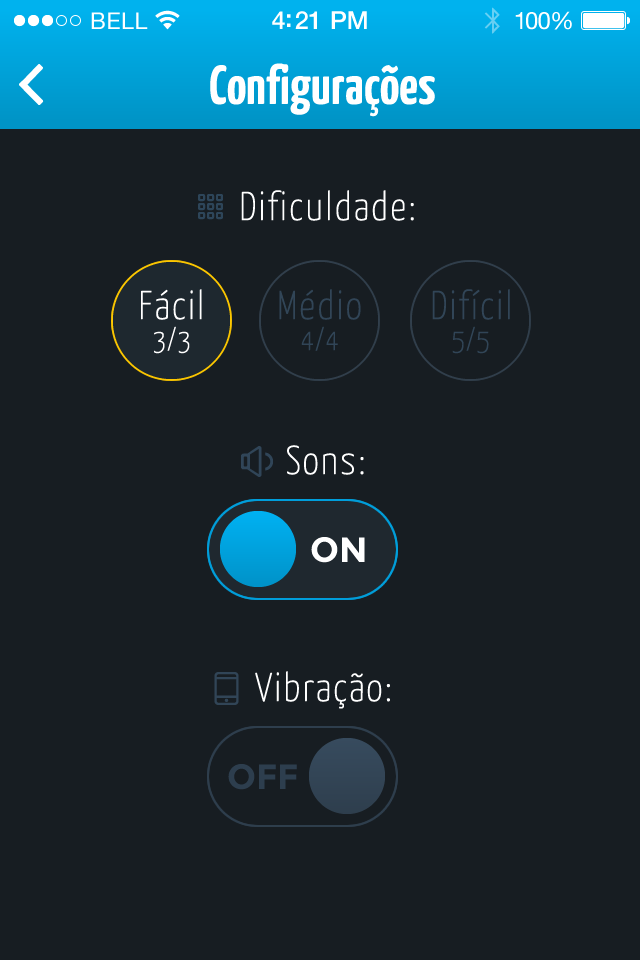 BELL 4:21 PM 100%
Configurações
Dificuldade:
Fácil Médio Difícil
3/3 4/4 5/5
Sons:
ON
Vibração:
OFF